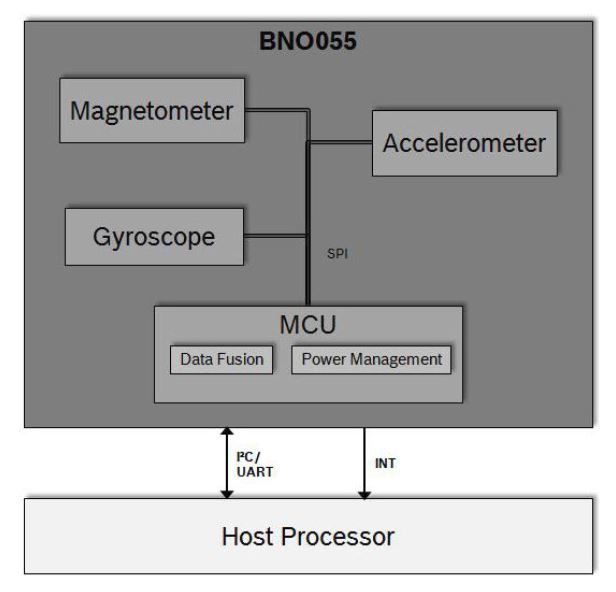 BNO055
Magnetometer
Accelerometer
Gyroscope
SPI
MCU
Data Fusion
Power Management
I²C/
UART
INT
Host Processor